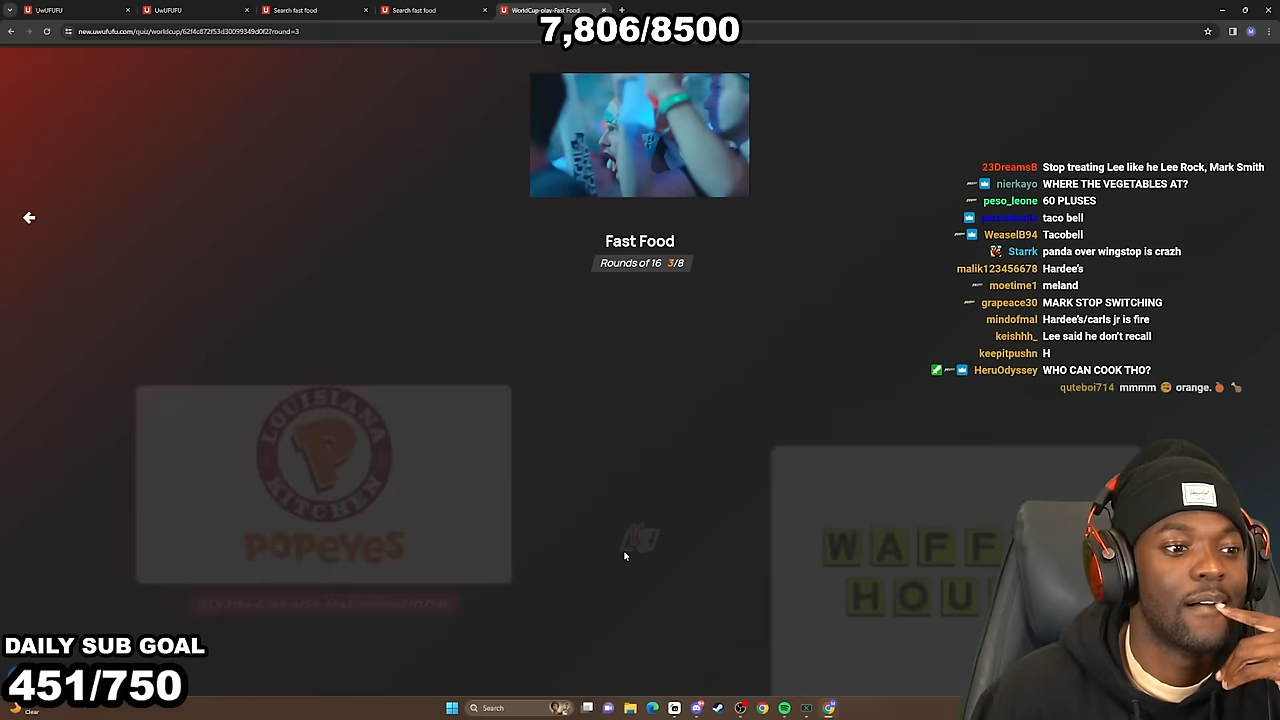 UwUFUFU
UwUFUFU
Search fast food
Search fast food
WorldCup-play-Fast Food
new.uwufufu.com/quiz/worldcup/62f4c872f53d30099349d0f2?round=3
7,806/8500
23DreamsB Stop treating Lee like he Lee Rock, Mark Smith
nierkayo WHERE THE VEGETABLES AT?
peso_leone 60 PLUSES
taco bell
WeaselB94 Tacobell
Starrk panda over wingstop is crazh
malik123456678 Hardee's
moetime1 meland
grapeace30 MARK STOP SWITCHING
mindofmal Hardee's/carls jr is fire
keishhh_ Lee said he don't recall
keepitpushn H
HeruOdyssey WHO CAN COOK THO?
quteboi714 mmmm 🥴 orange.🍊 🍗
Fast Food
Rounds of 16 3/8
LOUISIANA
P
KITCHEN
POPEYES
WAFF
HOU
DAILY SUB GOAL
451/750
Clear
Search